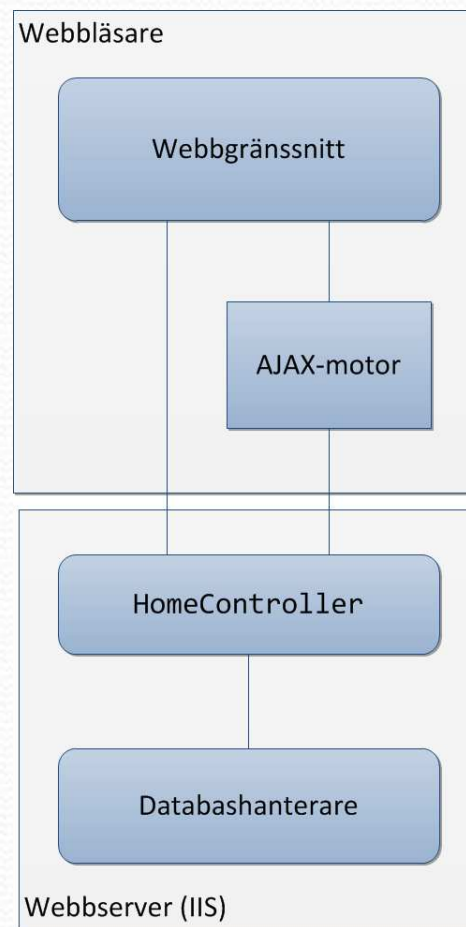 Webbläsare
Webbgränssnitt
AJAX-motor
HomeController
Databashanterare
Webbserver (IIS)